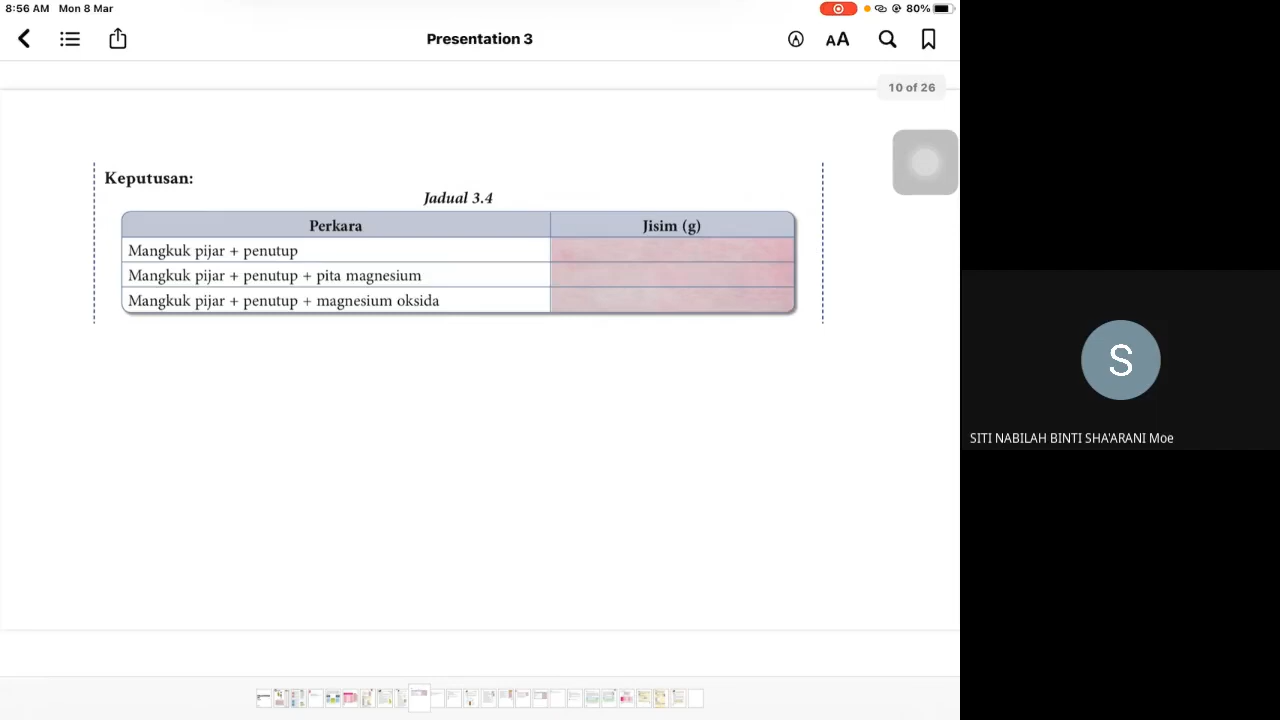 8:56 AM Mon 8 Mar
80%
Presentation 3
AA
10 of 26
Keputusan:
Jadual 3.4
Perkara
Jisim (g)
Mangkuk pijar + penutup
Mangkuk pijar + penutup + pita magnesium
Mangkuk pijar + penutup + magnesium oksida
S
SITI NABILAH BINTI SHA'ARANI Moe